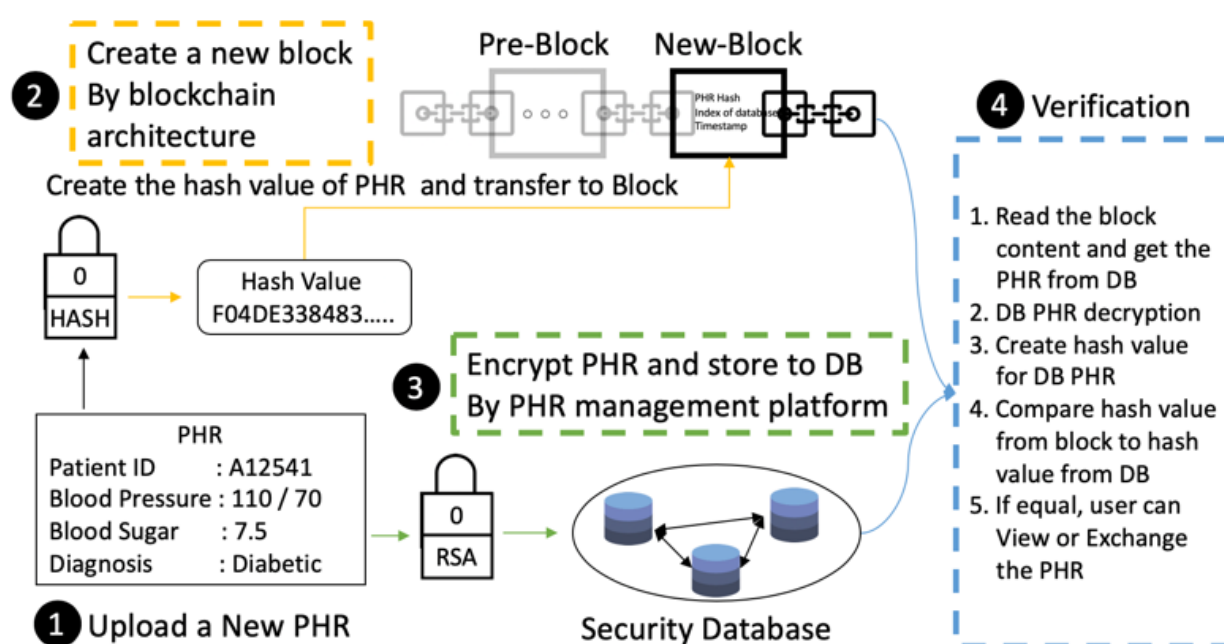 2
Create a new block
By blockchain
architecture
Pre-Block
New-Block
PHR Hash
Index of database
Timestamp
Create the hash value of PHR and transfer to Block
0
HASH
Hash Value
F04DE338483.....
3
Encrypt PHR and store to DB
By PHR management platform
PHR
Patient ID : A12541
Blood Pressure : 110 / 70
Blood Sugar : 7.5
Diagnosis : Diabetic
0
RSA
1 Upload a New PHR
Security Database
4 Verification
1. Read the block
content and get the
PHR from DB
2. DB PHR decryption
3. Create hash value
for DB PHR
4. Compare hash value
from block to hash
value from DB
5. If equal, user can
View or Exchange
the PHR